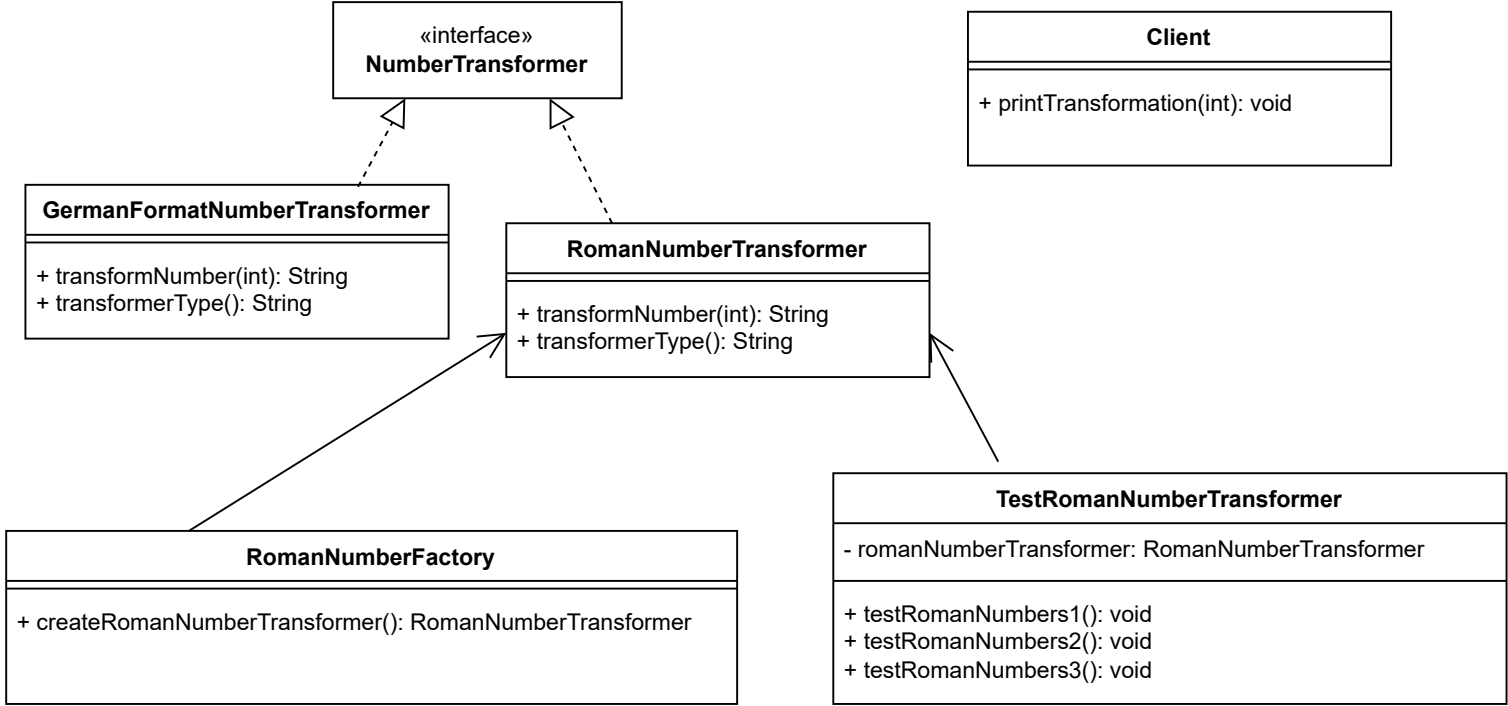 «interface»
NumberTransformer
Client
+ printTransformation(int): void
GermanFormatNumberTransformer
+ transformNumber(int): String
+ transformerType(): String
RomanNumberTransformer
+ transformNumber(int): String
+ transformerType(): String
RomanNumberFactory
+ createRomanNumberTransformer(): RomanNumberTransformer
TestRomanNumberTransformer
- romanNumberTransformer: RomanNumberTransformer
+ testRomanNumbers1(): void
+ testRomanNumbers2(): void
+ testRomanNumbers3(): void